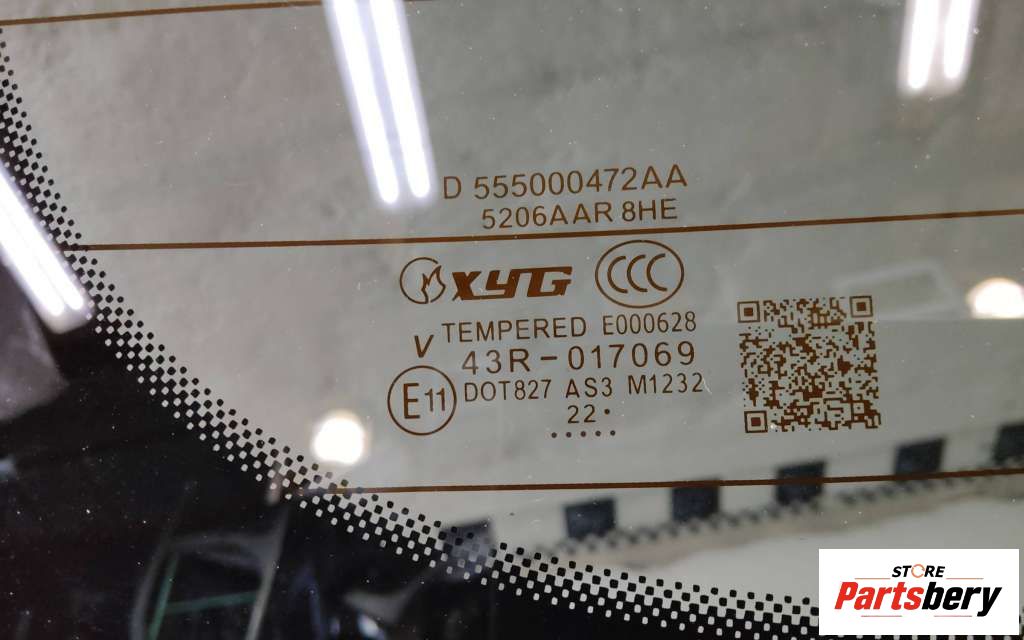 D 555000472AA
5206AAR 8HE
XYG CCC
TEMPERED E000628
V 43R-017069
E11 DOT827 AS3 M1232
22•
•••••
STORE
Partsbery